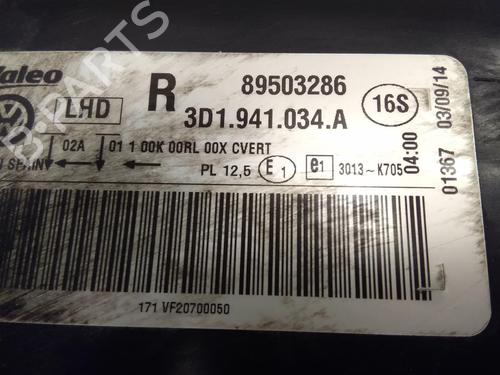 Valeo
LHD
R
89503286
3D1.941.034.A
16S
03/09/14
04:00
01367
02A
01 1 00K 00RL 00X CVERT
SPAIN
PL 12,5
E 1
e1
3013~K705
171 VF20700050